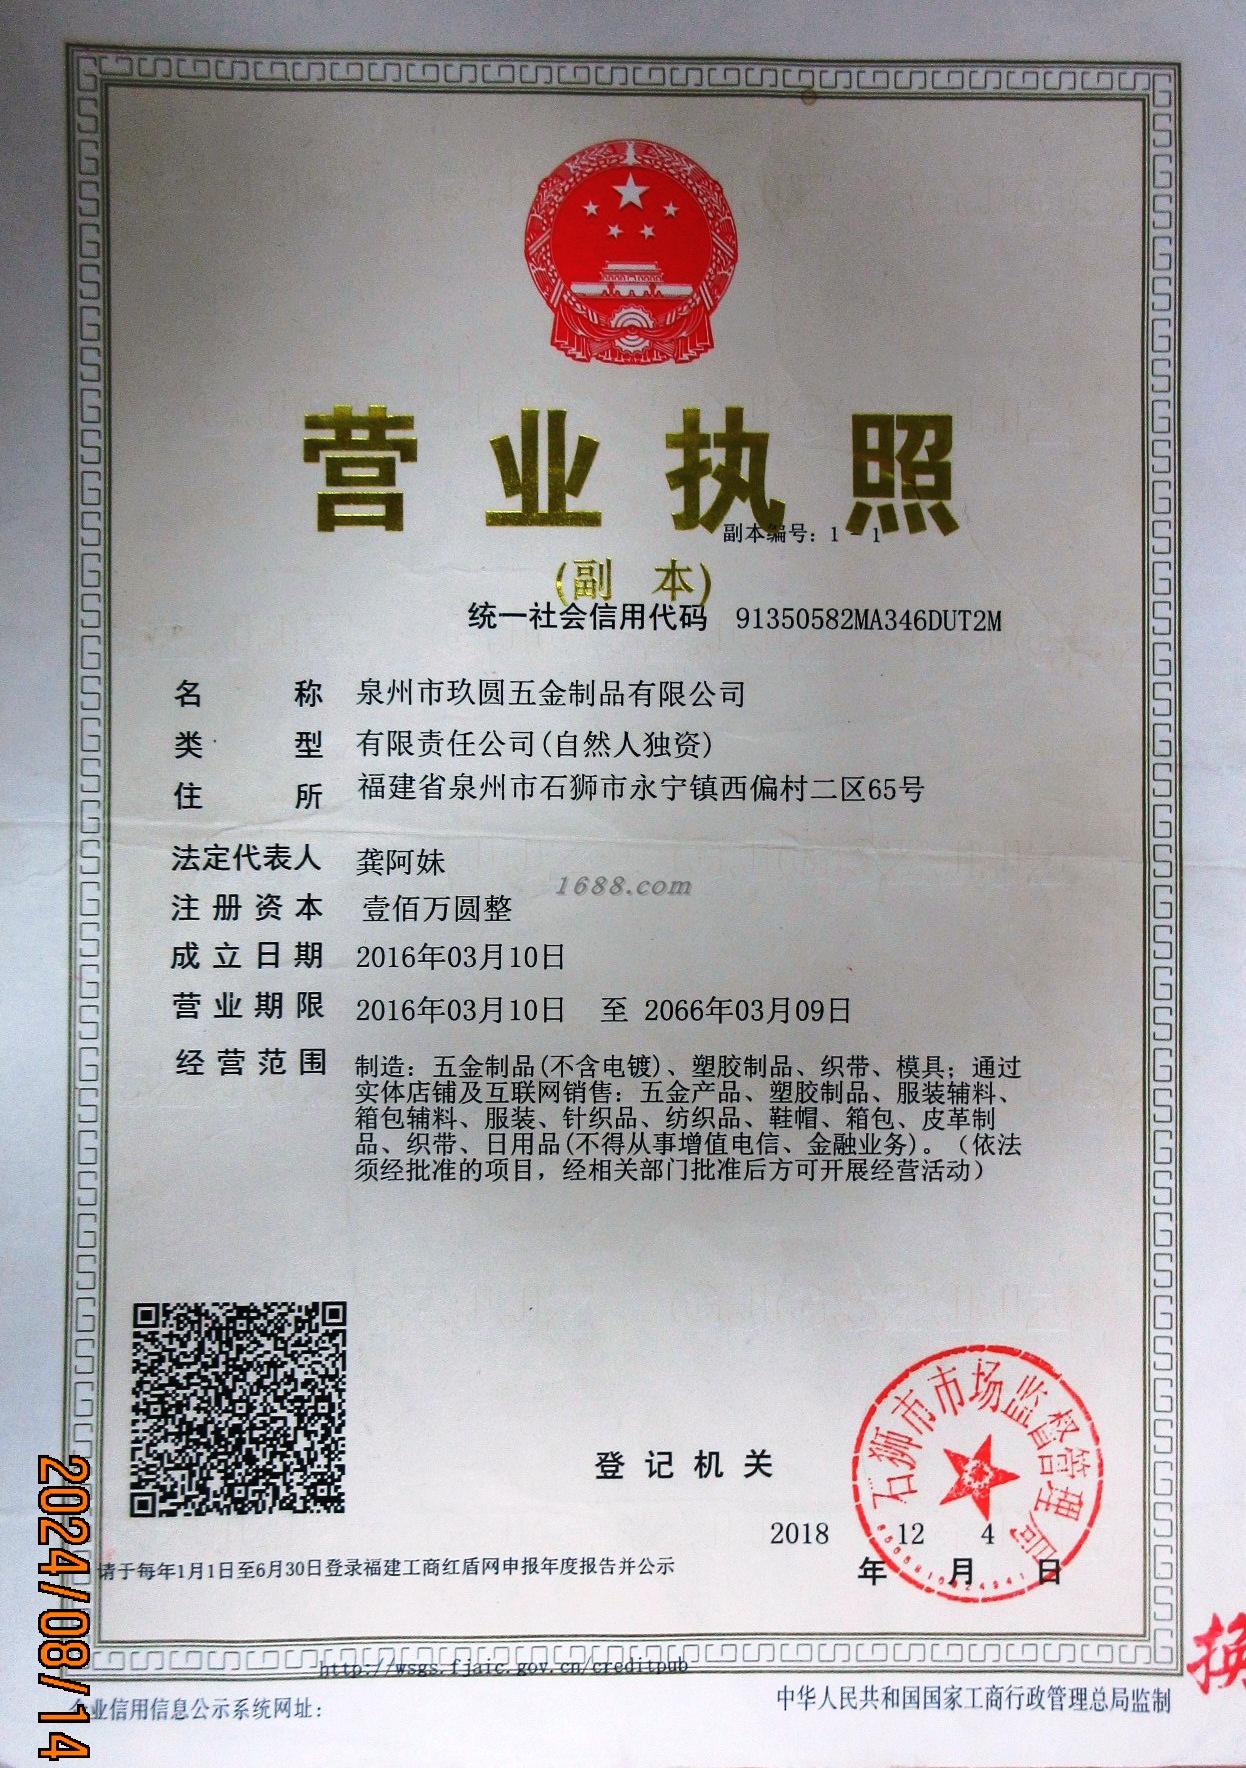 营业执照
副本编号：1－1
(副 本)
统一社会信用代码 91350582MA346DUT2M
名称 泉州市玖圆五金制品有限公司
类型 有限责任公司(自然人独资)
住所 福建省泉州市石狮市永宁镇西偏村二区65号
法定代表人 龚阿妹
1688.com
注册资本 壹佰万圆整
成立日期 2016年03月10日
营业期限 2016年03月10日 至 2066年03月09日
经营范围 制造：五金制品(不含电镀)、塑胶制品、织带、模具；通过
实体店铺及互联网销售：五金产品、塑胶制品、服装辅料、
箱包辅料、服装、针织品、纺织品、鞋帽、箱包、皮革制
品、织带、日用品(不得从事增值电信、金融业务)。（依法
须经批准的项目，经相关部门批准后方可开展经营活动）
登记机关
石狮市市场监督管理局
2018年12月4日
请于每年1月1日至6月30日登录福建工商红盾网申报年度报告并公示
http://wsgs.fjaic.gov.cn/creditpub
企业信用信息公示系统网址：
中华人民共和国国家工商行政管理总局监制
换
2024/08/14